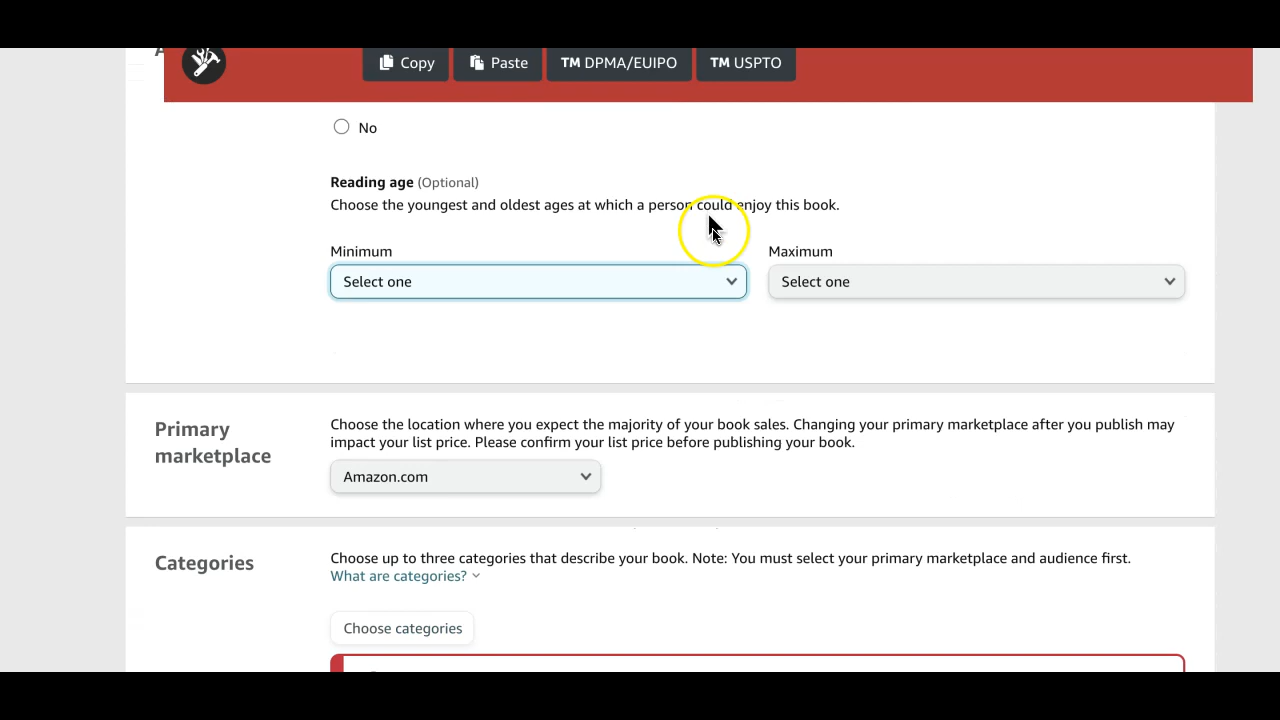 Copy Paste TM DPMA/EUIPO TM USPTO
No
Reading age (Optional)
Choose the youngest and oldest ages at which a person could enjoy this book.
Minimum Maximum
Select one Select one
Primary marketplace
Choose the location where you expect the majority of your book sales. Changing your primary marketplace after you publish may
impact your list price. Please confirm your list price before publishing your book.
Amazon.com
Categories
Choose up to three categories that describe your book. Note: You must select your primary marketplace and audience first.
What are categories?
Choose categories